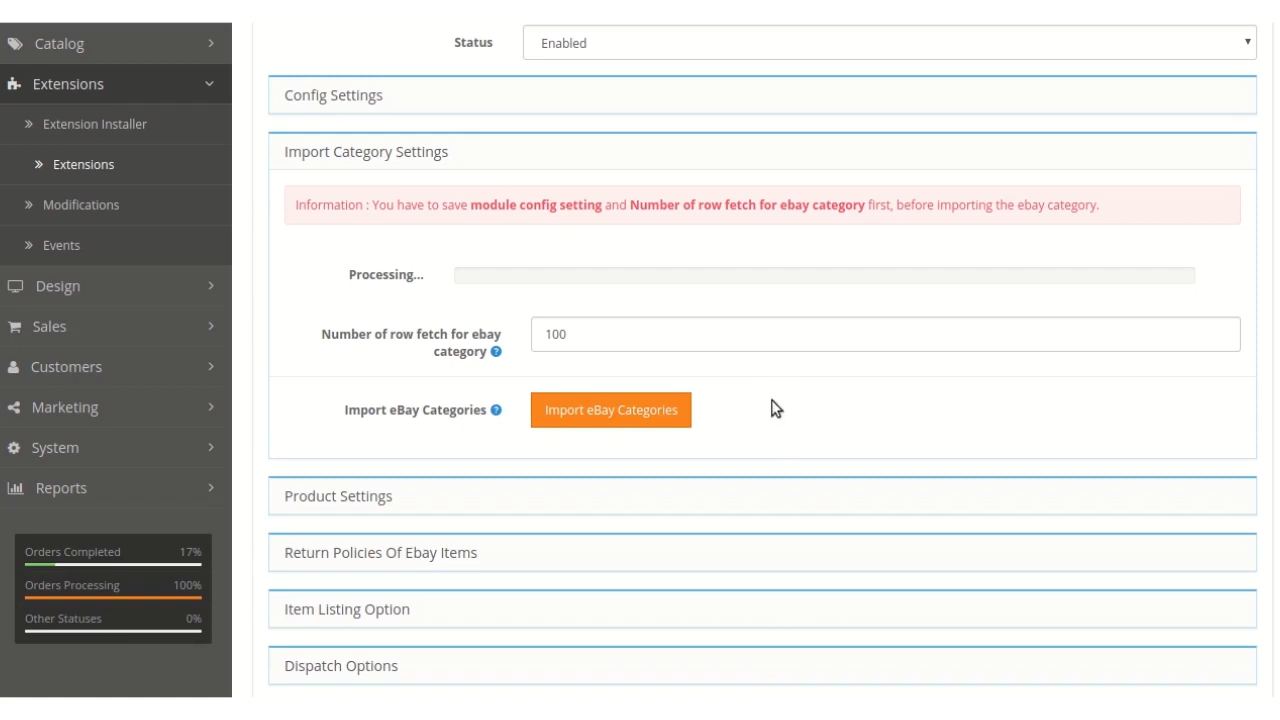 Catalog
Extensions
Extension Installer
Extensions
Modifications
Events
Design
Sales
Customers
Marketing
System
Reports
Orders Completed 17%
Orders Processing 100%
Other Statuses 0%
Status Enabled
Config Settings
Import Category Settings
Information : You have to save module config setting and Number of row fetch for ebay category first, before importing the ebay category.
Processing...
Number of row fetch for ebay
category
100
Import eBay Categories Import eBay Categories
Product Settings
Return Policies Of Ebay Items
Item Listing Option
Dispatch Options